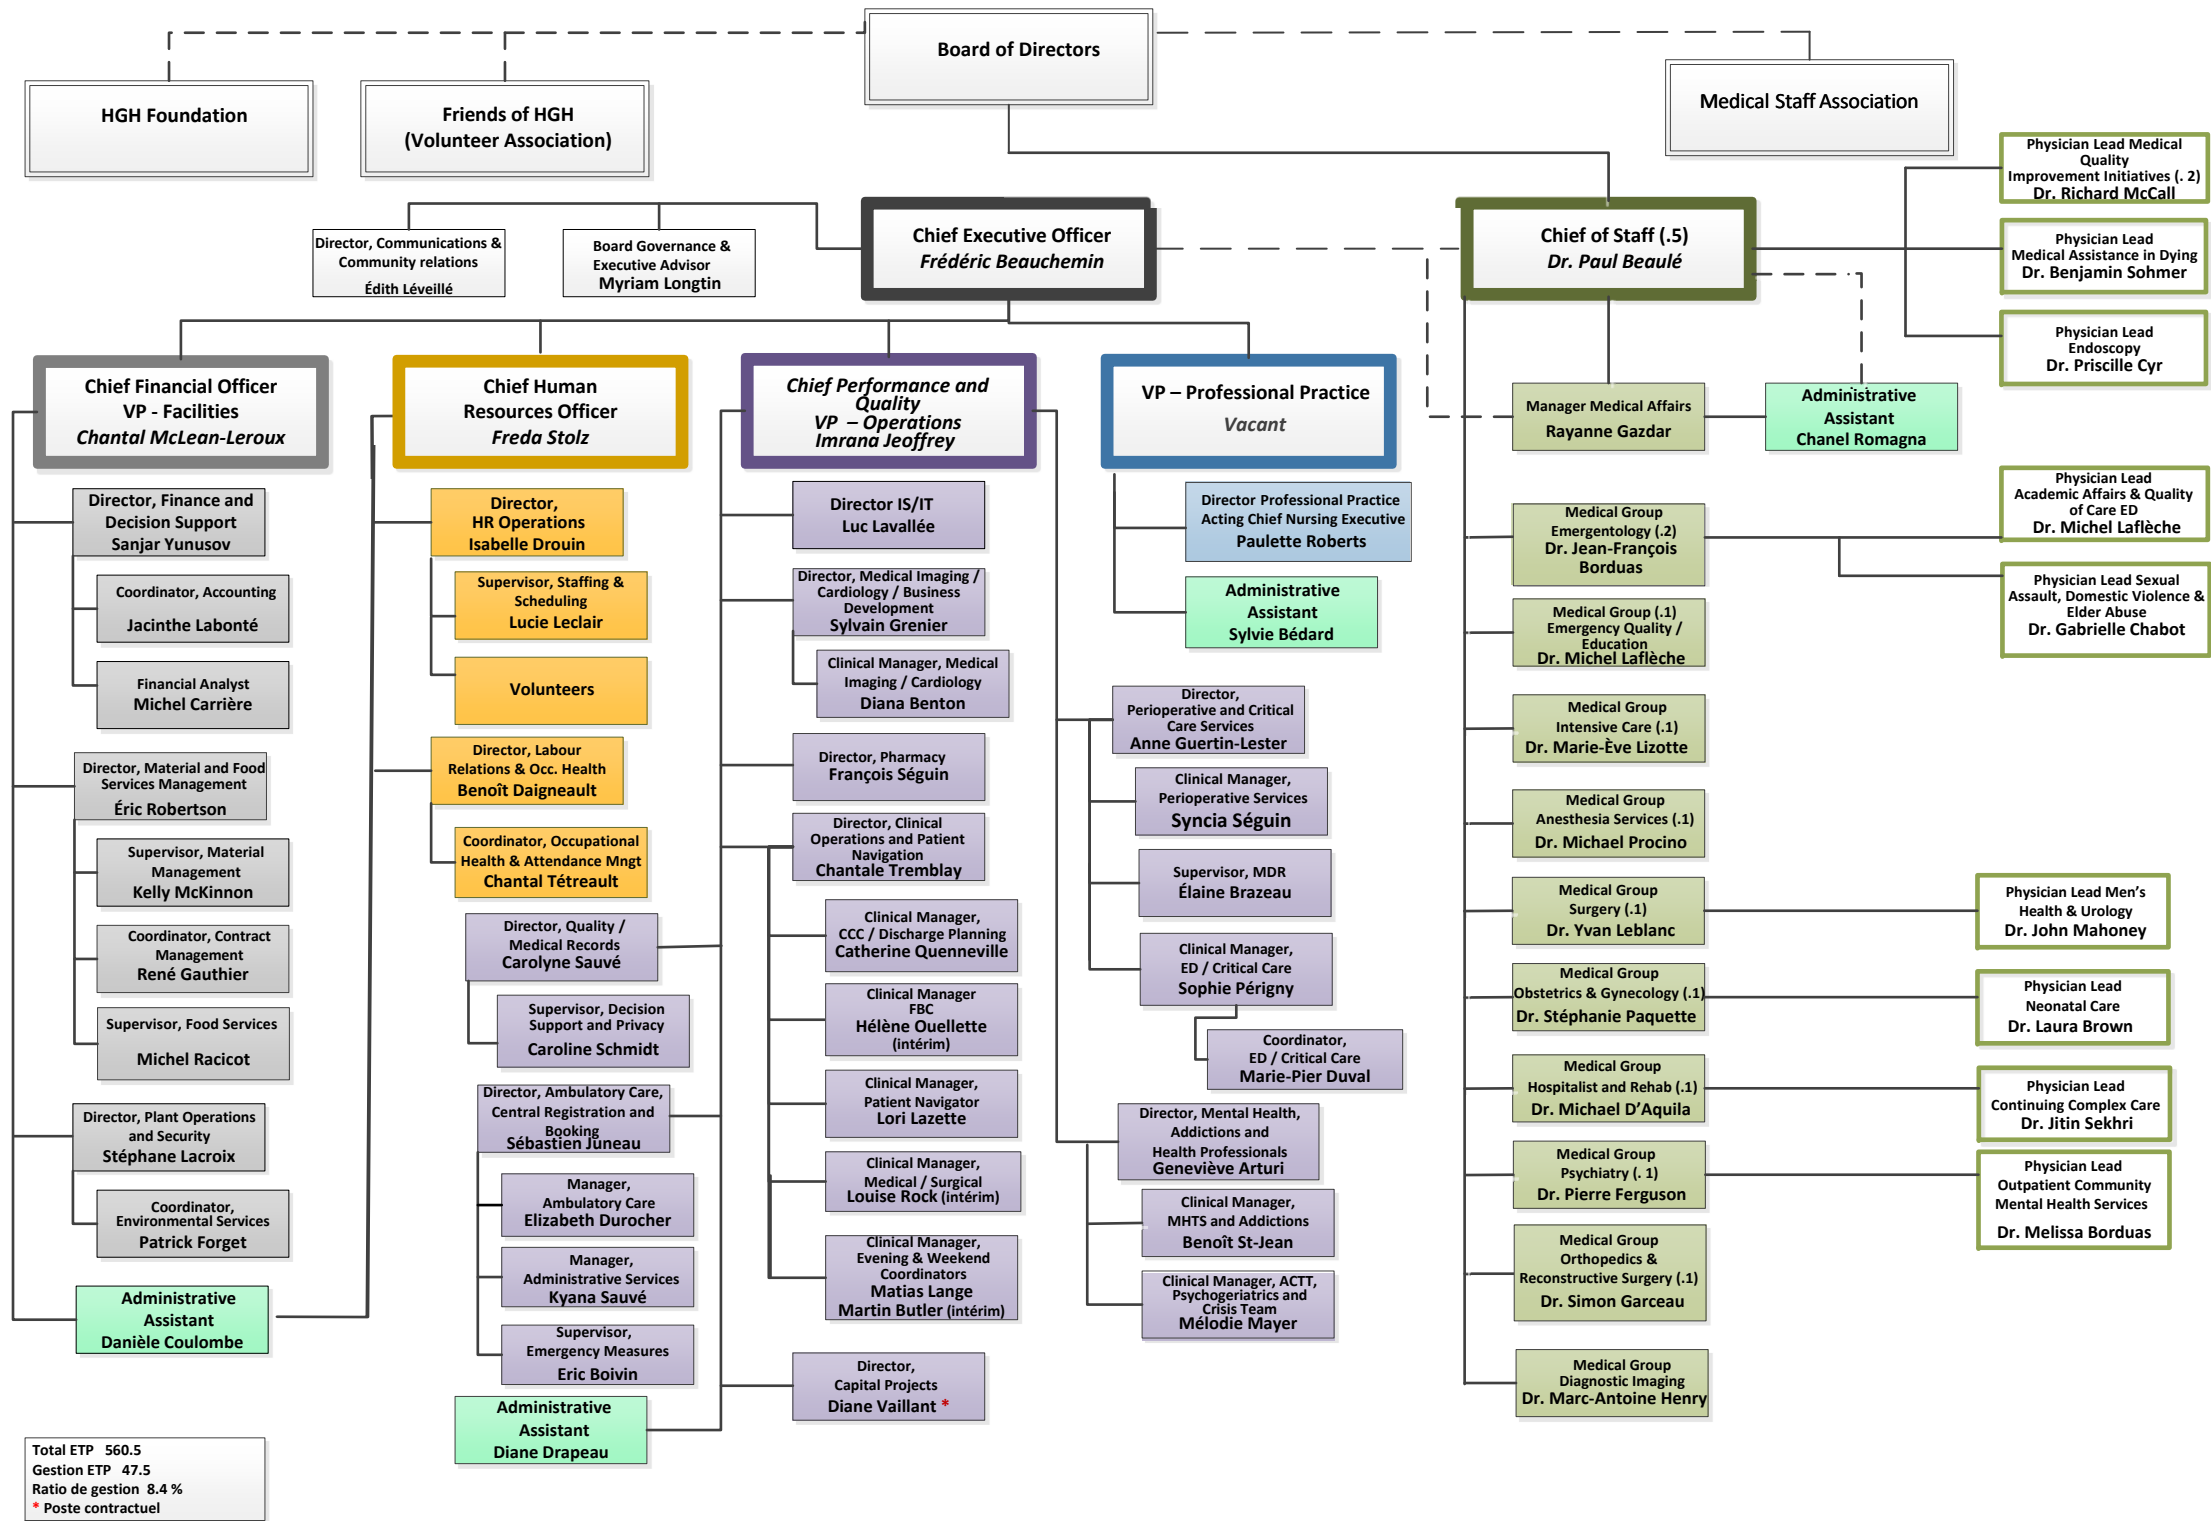 Board of Directors
HGH Foundation
Friends of HGH
(Volunteer Association)
Medical Staff Association
Physician Lead Medical
Quality
Improvement Initiatives (. 2)
Dr. Richard McCall
Physician Lead
Medical Assistance in Dying
Dr. Benjamin Sohmer
Physician Lead
Endoscopy
Dr. Priscille Cyr
Director, Communications &
Community relations
Édith Léveillé
Board Governance &
Executive Advisor
Myriam Longtin
Chief Executive Officer
Frédéric Beauchemin
Chief of Staff (.5)
Dr. Paul Beaulé
Chief Financial Officer
VP - Facilities
Chantal McLean-Leroux
Chief Human
Resources Officer
Freda Stolz
Chief Performance and
Quality
VP – Operations
Imrana Jeoffrey
VP – Professional Practice
Vacant
Manager Medical Affairs
Rayanne Gazdar
Administrative
Assistant
Chanel Romagna
Director, Finance and
Decision Support
Sanjar Yunusov
Coordinator, Accounting
Jacinthe Labonté
Financial Analyst
Michel Carrière
Director, Material and Food
Services Management
Éric Robertson
Supervisor, Material
Management
Kelly McKinnon
Coordinator, Contract
Management
René Gauthier
Supervisor, Food Services
Michel Racicot
Director, Plant Operations
and Security
Stéphane Lacroix
Coordinator,
Environmental Services
Patrick Forget
Administrative
Assistant
Danièle Coulombe
Director,
HR Operations
Isabelle Drouin
Supervisor, Staffing &
Scheduling
Lucie Leclair
Volunteers
Director, Labour
Relations & Occ. Health
Benoît Daigneault
Coordinator, Occupational
Health & Attendance Mngt
Chantal Tétreault
Director, Quality /
Medical Records
Carolyne Sauvé
Supervisor, Decision
Support and Privacy
Caroline Schmidt
Director, Ambulatory Care,
Central Registration and
Booking
Sébastien Juneau
Manager,
Ambulatory Care
Elizabeth Durocher
Manager,
Administrative Services
Kyana Sauvé
Supervisor,
Emergency Measures
Eric Boivin
Administrative
Assistant
Diane Drapeau
Director IS/IT
Luc Lavallée
Director, Medical Imaging /
Cardiology / Business
Development
Sylvain Grenier
Clinical Manager, Medical
Imaging / Cardiology
Diana Benton
Director, Pharmacy
François Séguin
Director, Clinical
Operations and Patient
Navigation
Chantale Tremblay
Clinical Manager,
CCC / Discharge Planning
Catherine Quenneville
Clinical Manager
FBC
Hélène Ouellette
(intérim)
Clinical Manager,
Patient Navigator
Lori Lazette
Clinical Manager,
Medical / Surgical
Louise Rock (intérim)
Clinical Manager,
Evening & Weekend
Coordinators
Matias Lange
Martin Butler (intérim)
Director,
Capital Projects
Diane Vaillant *
Director Professional Practice
Acting Chief Nursing Executive
Paulette Roberts
Administrative
Assistant
Sylvie Bédard
Director,
Perioperative and Critical
Care Services
Anne Guertin-Lester
Clinical Manager,
Perioperative Services
Syncia Séguin
Supervisor, MDR
Élaine Brazeau
Clinical Manager,
ED / Critical Care
Sophie Périgny
Coordinator,
ED / Critical Care
Marie-Pier Duval
Director, Mental Health,
Addictions and
Health Professionals
Geneviève Arturi
Clinical Manager,
MHTS and Addictions
Benoît St-Jean
Clinical Manager, ACTT,
Psychogeriatrics and
Crisis Team
Mélodie Mayer
Medical Group
Emergentology (.2)
Dr. Jean-François
Borduas
Medical Group (.1)
Emergency Quality /
Education
Dr. Michel Laflèche
Medical Group
Intensive Care (.1)
Dr. Marie-Ève Lizotte
Medical Group
Anesthesia Services (.1)
Dr. Michael Procino
Medical Group
Surgery (.1)
Dr. Yvan Leblanc
Medical Group
Obstetrics & Gynecology (.1)
Dr. Stéphanie Paquette
Medical Group
Hospitalist and Rehab (.1)
Dr. Michael D’Aquila
Medical Group
Psychiatry (. 1)
Dr. Pierre Ferguson
Medical Group
Orthopedics &
Reconstructive Surgery (.1)
Dr. Simon Garceau
Medical Group
Diagnostic Imaging
Dr. Marc-Antoine Henry
Physician Lead
Academic Affairs & Quality
of Care ED
Dr. Michel Laflèche
Physician Lead Sexual
Assault, Domestic Violence &
Elder Abuse
Dr. Gabrielle Chabot
Physician Lead Men’s
Health & Urology
Dr. John Mahoney
Physician Lead
Neonatal Care
Dr. Laura Brown
Physician Lead
Continuing Complex Care
Dr. Jitin Sekhri
Physician Lead
Outpatient Community
Mental Health Services
Dr. Melissa Borduas
Total ETP 560.5
Gestion ETP 47.5
Ratio de gestion 8.4 %
* Poste contractuel